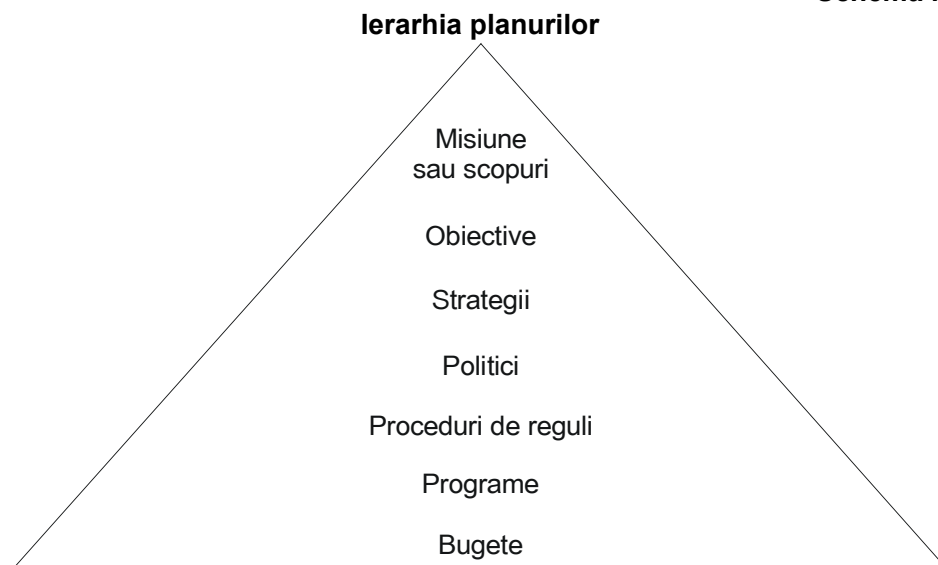 Ierarhia planurilor
Misiune
sau scopuri
Obiective
Strategii
Politici
Proceduri de reguli
Programe
Bugete